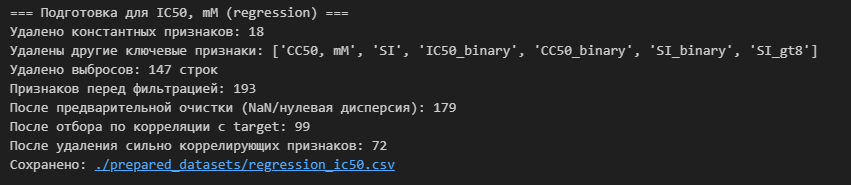 === Подготовка для IC50, mM (regression) ===
Удалено константных признаков: 18
Удалены другие ключевые признаки: ['CC50, mM', 'SI', 'IC50_binary', 'CC50_binary', 'SI_binary', 'SI_gt8']
Удалено выбросов: 147 строк
Признаков перед фильтрацией: 193
После предварительной очистки (NaN/нулевая дисперсия): 179
После отбора по корреляции с target: 99
После удаления сильно коррелирующих признаков: 72
Сохранено: ./prepared_datasets/regression_ic50.csv